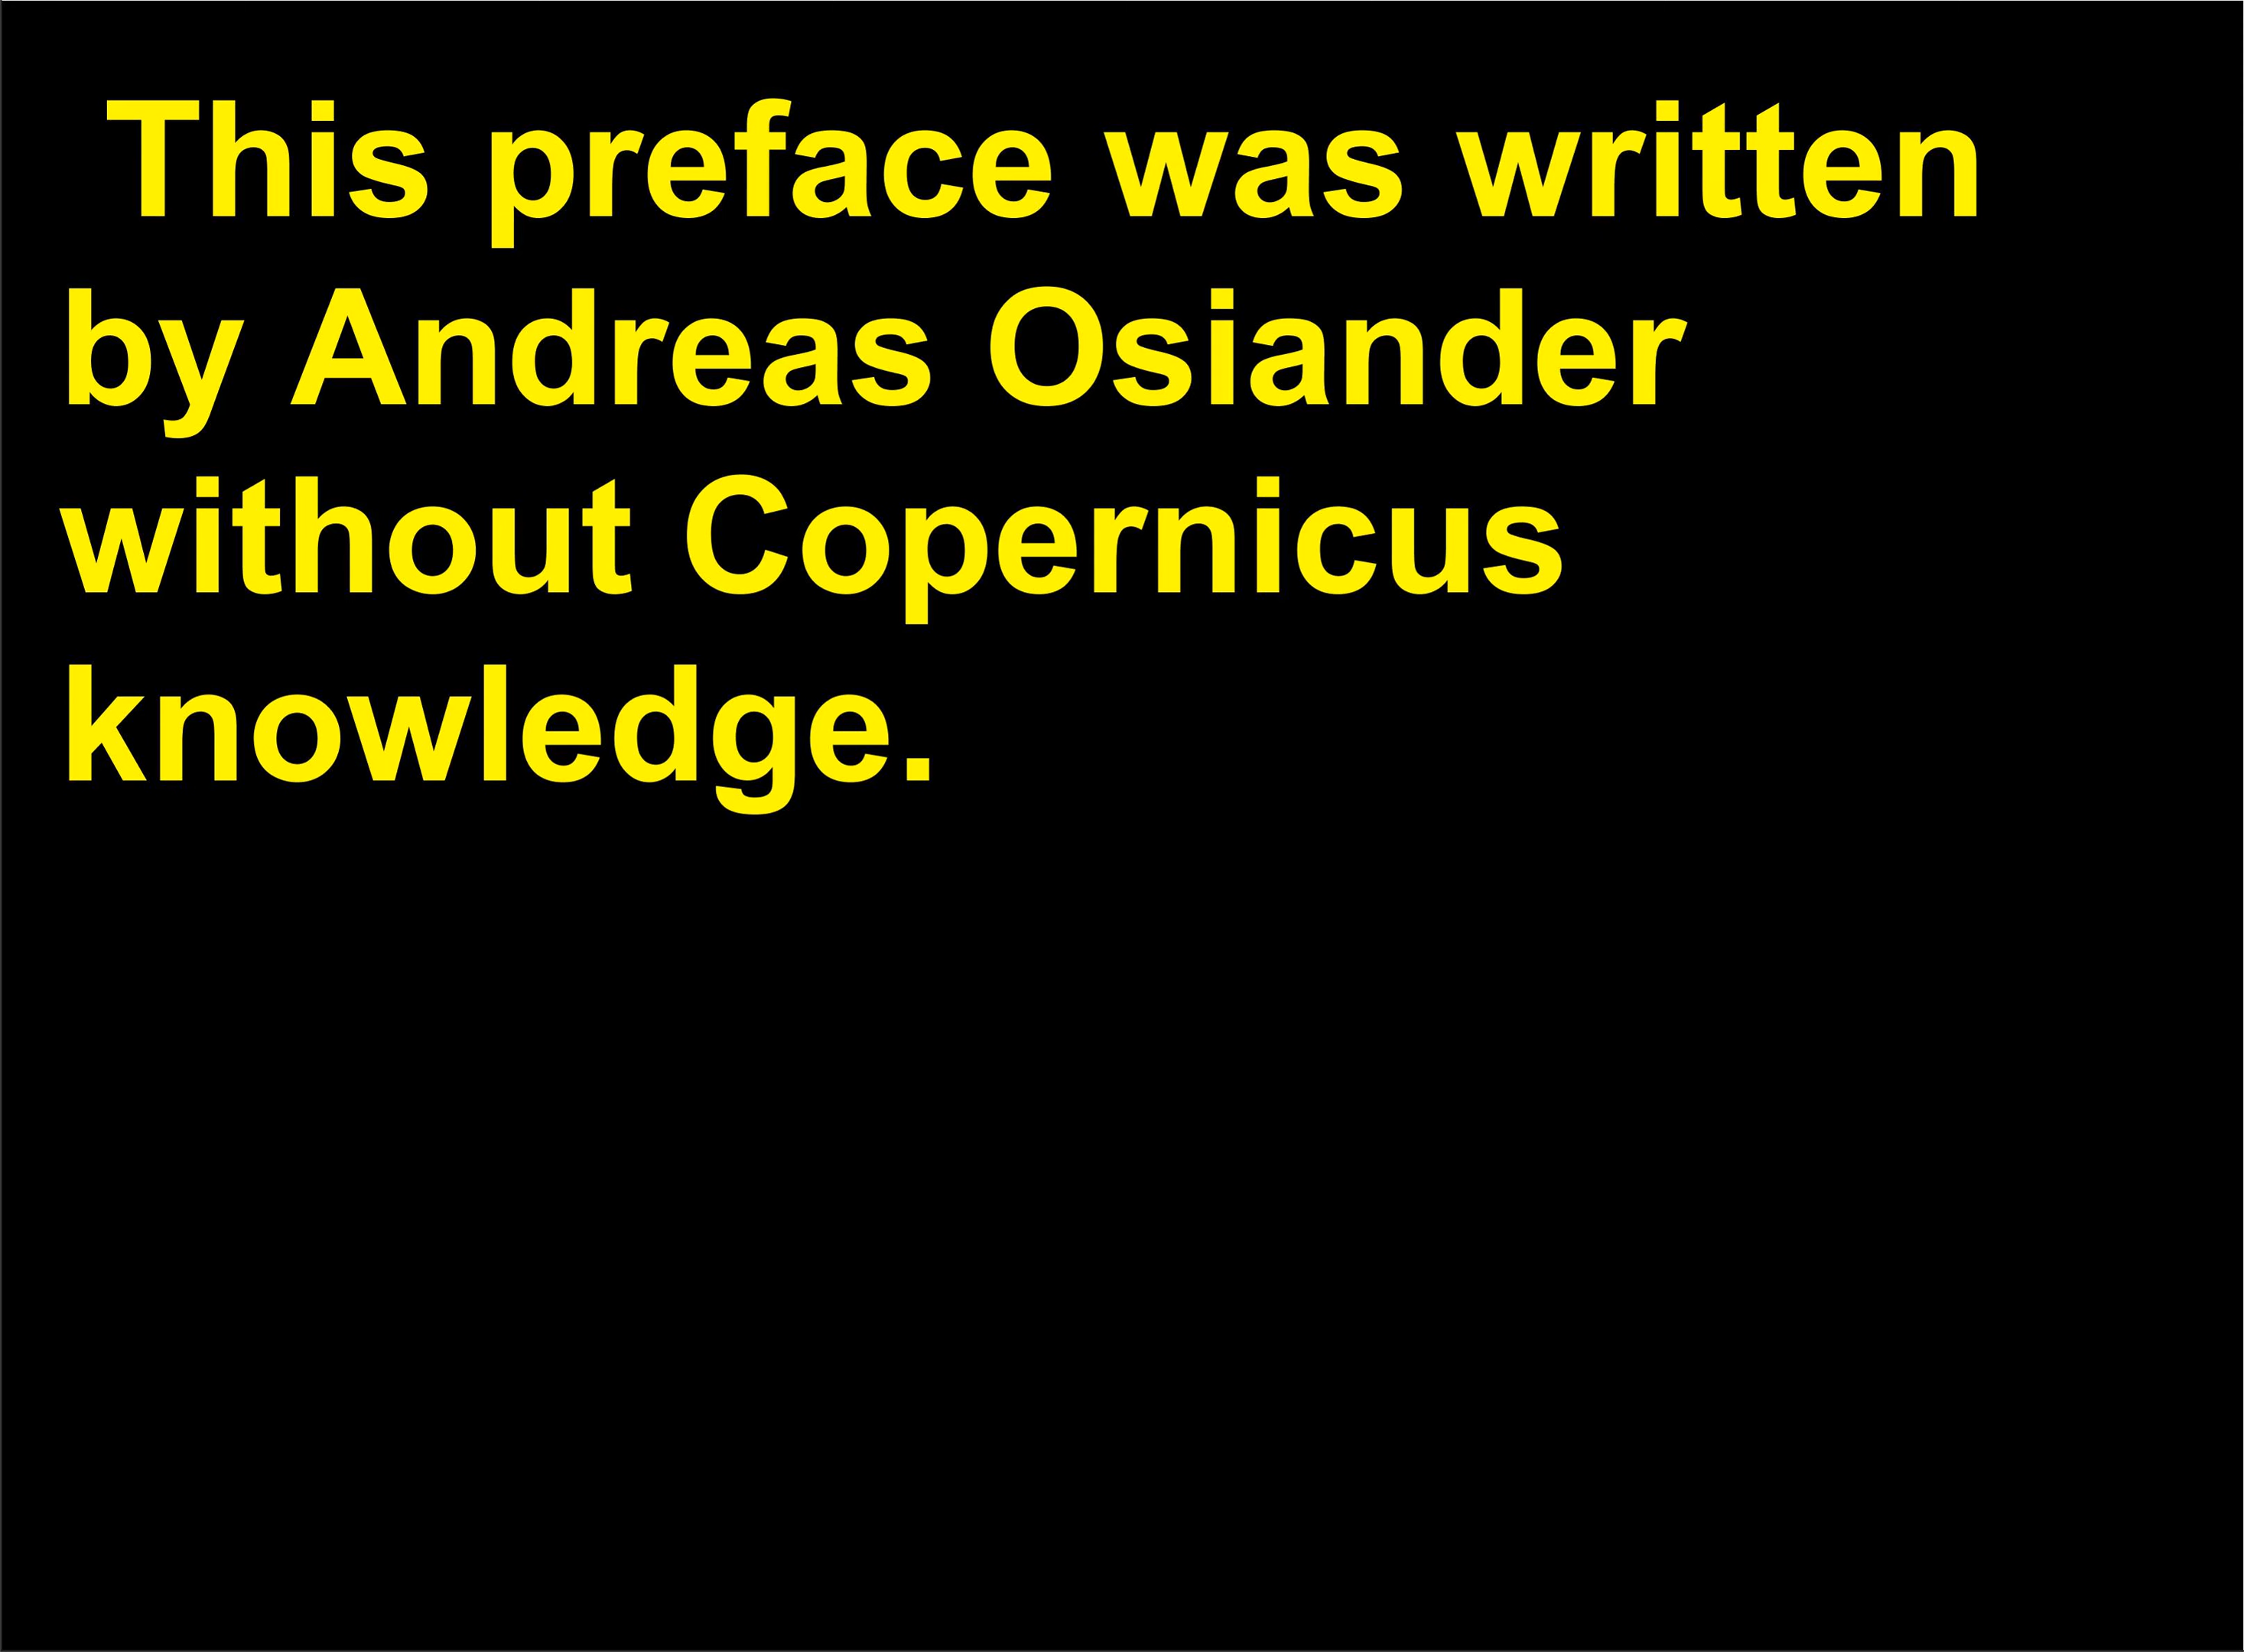 This preface was written
by Andreas Osiander
without Copernicus
knowledge.